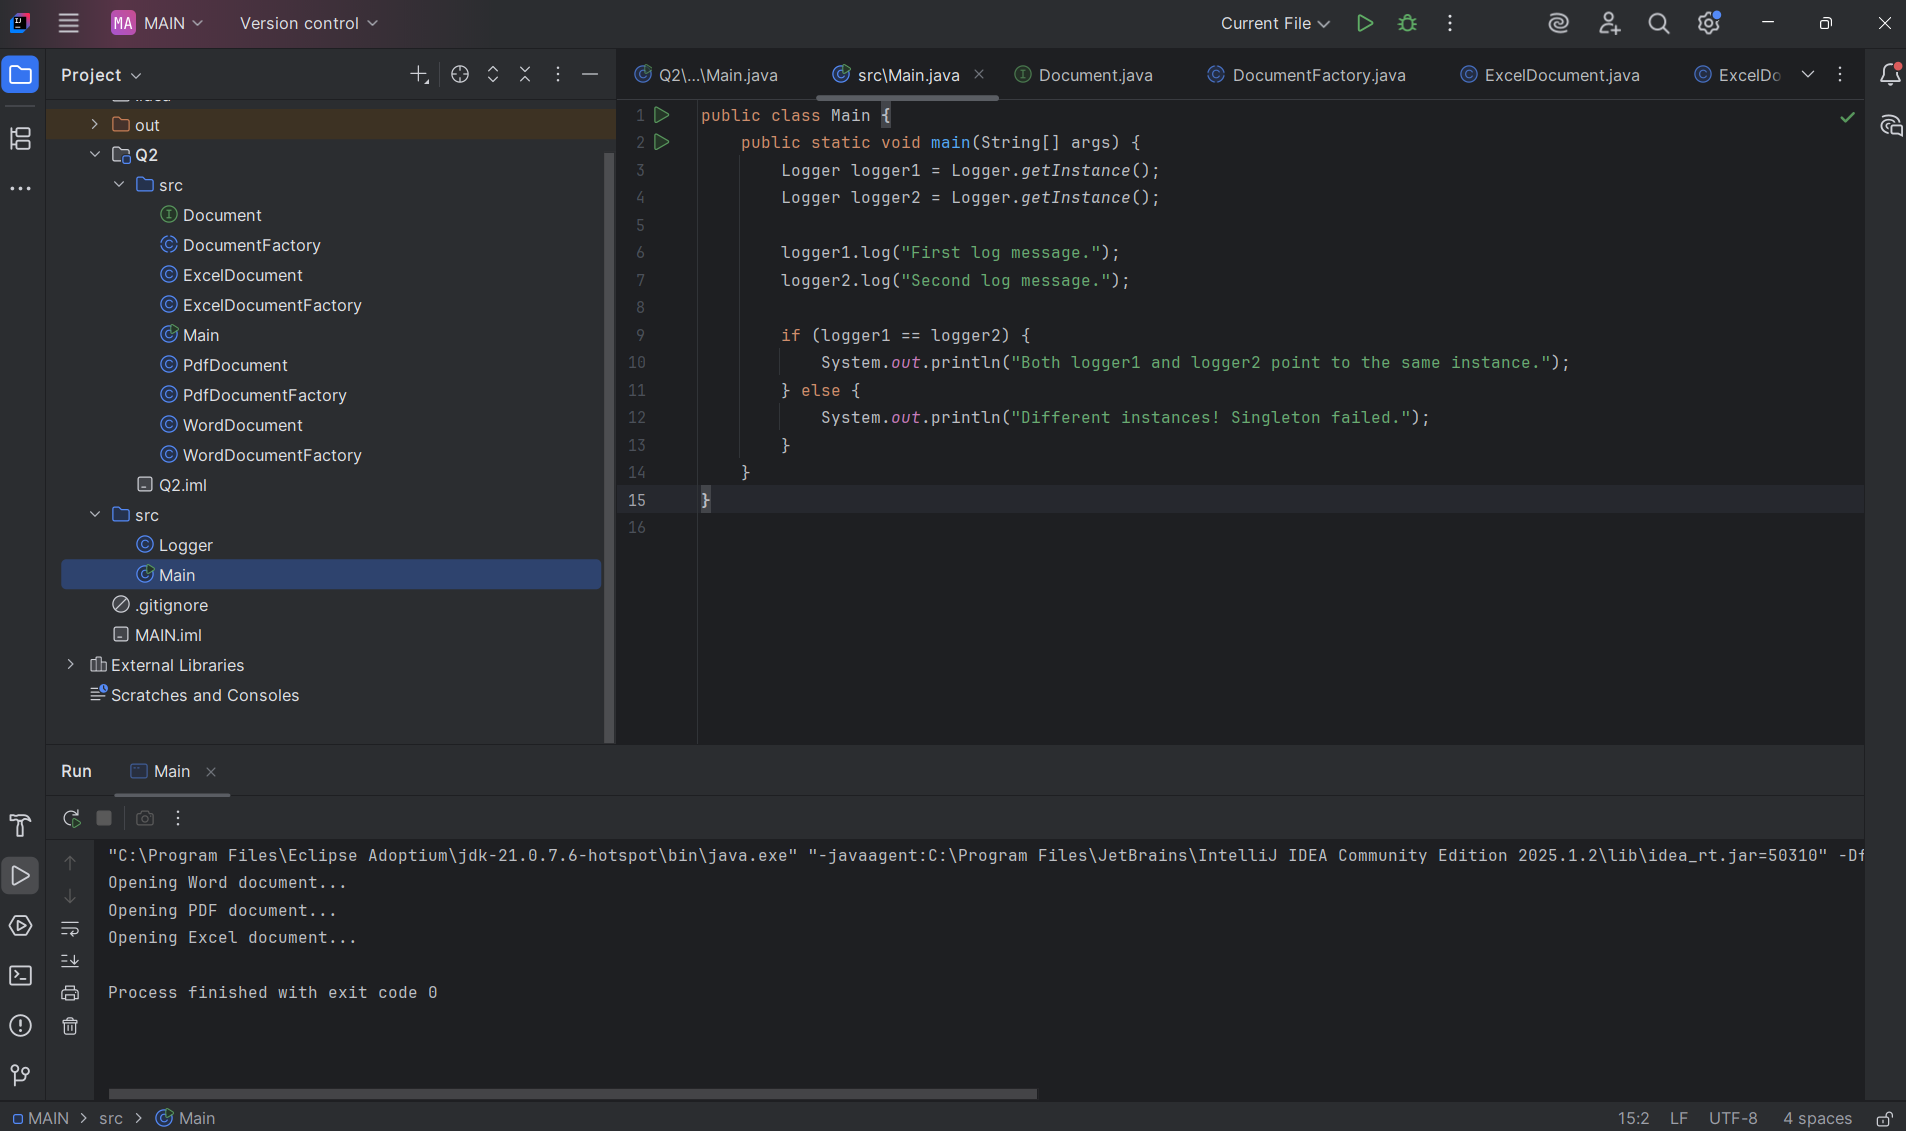 MA MAIN Version control Current File
Project
out
Q2
src
Document
DocumentFactory
ExcelDocument
ExcelDocumentFactory
Main
PdfDocument
PdfDocumentFactory
WordDocument
WordDocumentFactory
Q2.iml
src
Logger
Main
.gitignore
MAIN.iml
External Libraries
Scratches and Consoles
Q2\...\Main.java src\Main.java Document.java DocumentFactory.java ExcelDocument.java ExcelDo
1 public class Main {
2     public static void main(String[] args) {
3         Logger logger1 = Logger.getInstance();
4         Logger logger2 = Logger.getInstance();
5
6         logger1.log("First log message.");
7         logger2.log("Second log message.");
8
9         if (logger1 == logger2) {
10             System.out.println("Both logger1 and logger2 point to the same instance.");
11         } else {
12             System.out.println("Different instances! Singleton failed.");
13         }
14     }
15 }
16
Run Main
"C:\Program Files\Eclipse Adoptium\jdk-21.0.7.6-hotspot\bin\java.exe" "-javaagent:C:\Program Files\JetBrains\IntelliJ IDEA Community Edition 2025.1.2\lib\idea_rt.jar=50310" -Df
Opening Word document...
Opening PDF document...
Opening Excel document...
Process finished with exit code 0
MAIN > src > Main 15:2 LF UTF-8 4 spaces